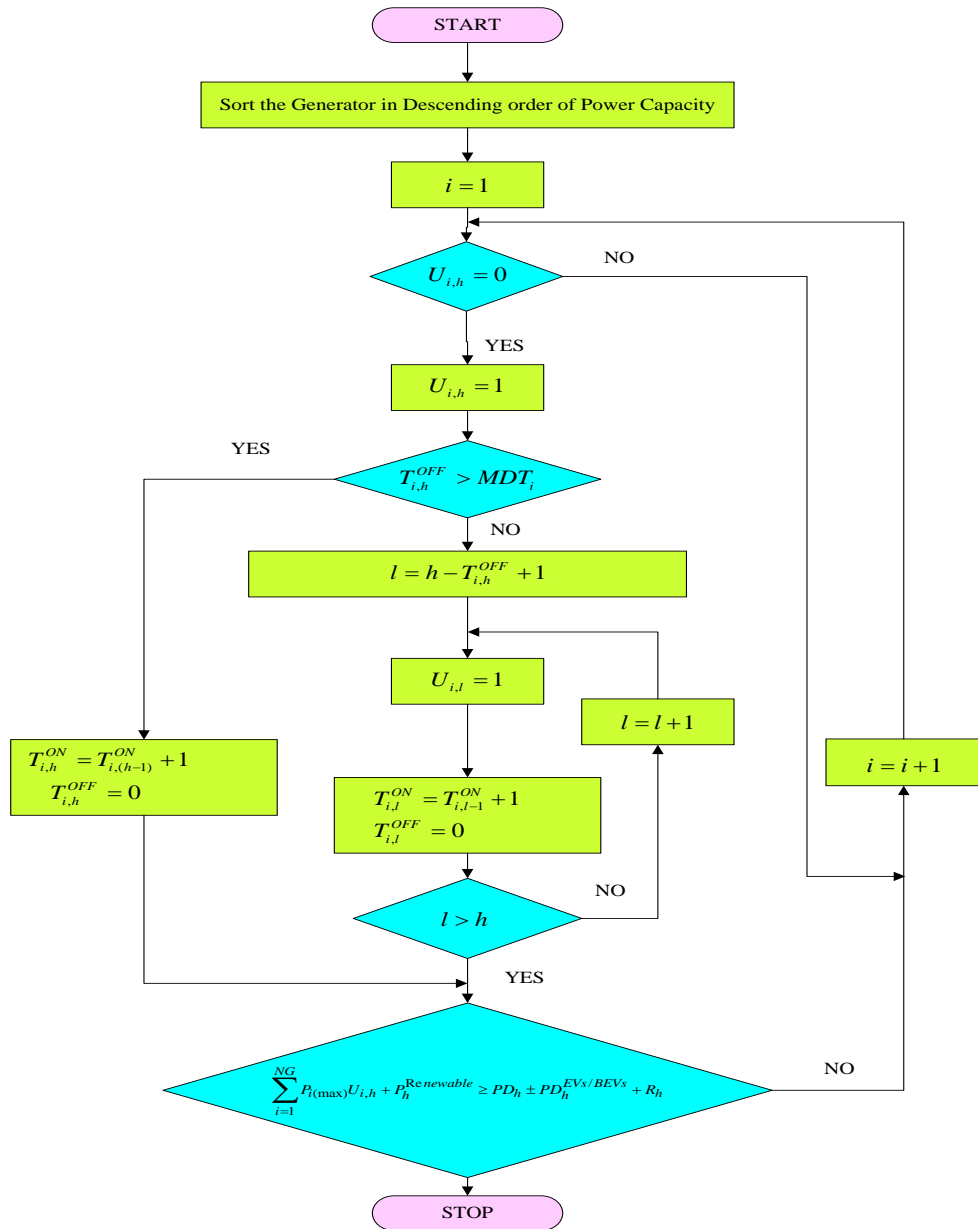 START
Sort the Generator in Descending order of Power Capacity
i = 1
U_{i,h} = 0
NO
YES
U_{i,h} = 1
YES
T_{i,h}^{OFF} > MDT_i
NO
l = h - T_{i,h}^{OFF} + 1
U_{i,l} = 1
l = l + 1
T_{i,h}^{ON} = T_{i,(h-1)}^{ON} + 1
T_{i,h}^{OFF} = 0
i = i + 1
T_{i,l}^{ON} = T_{i,l-1}^{ON} + 1
T_{i,l}^{OFF} = 0
NO
l > h
YES
NO
\sum_{i=1}^{NG} P_{i(max)} U_{i,h} + P_h^{Renewable} ≥ PD_h ± PD_h^{EVs/BEVs} + R_h
STOP